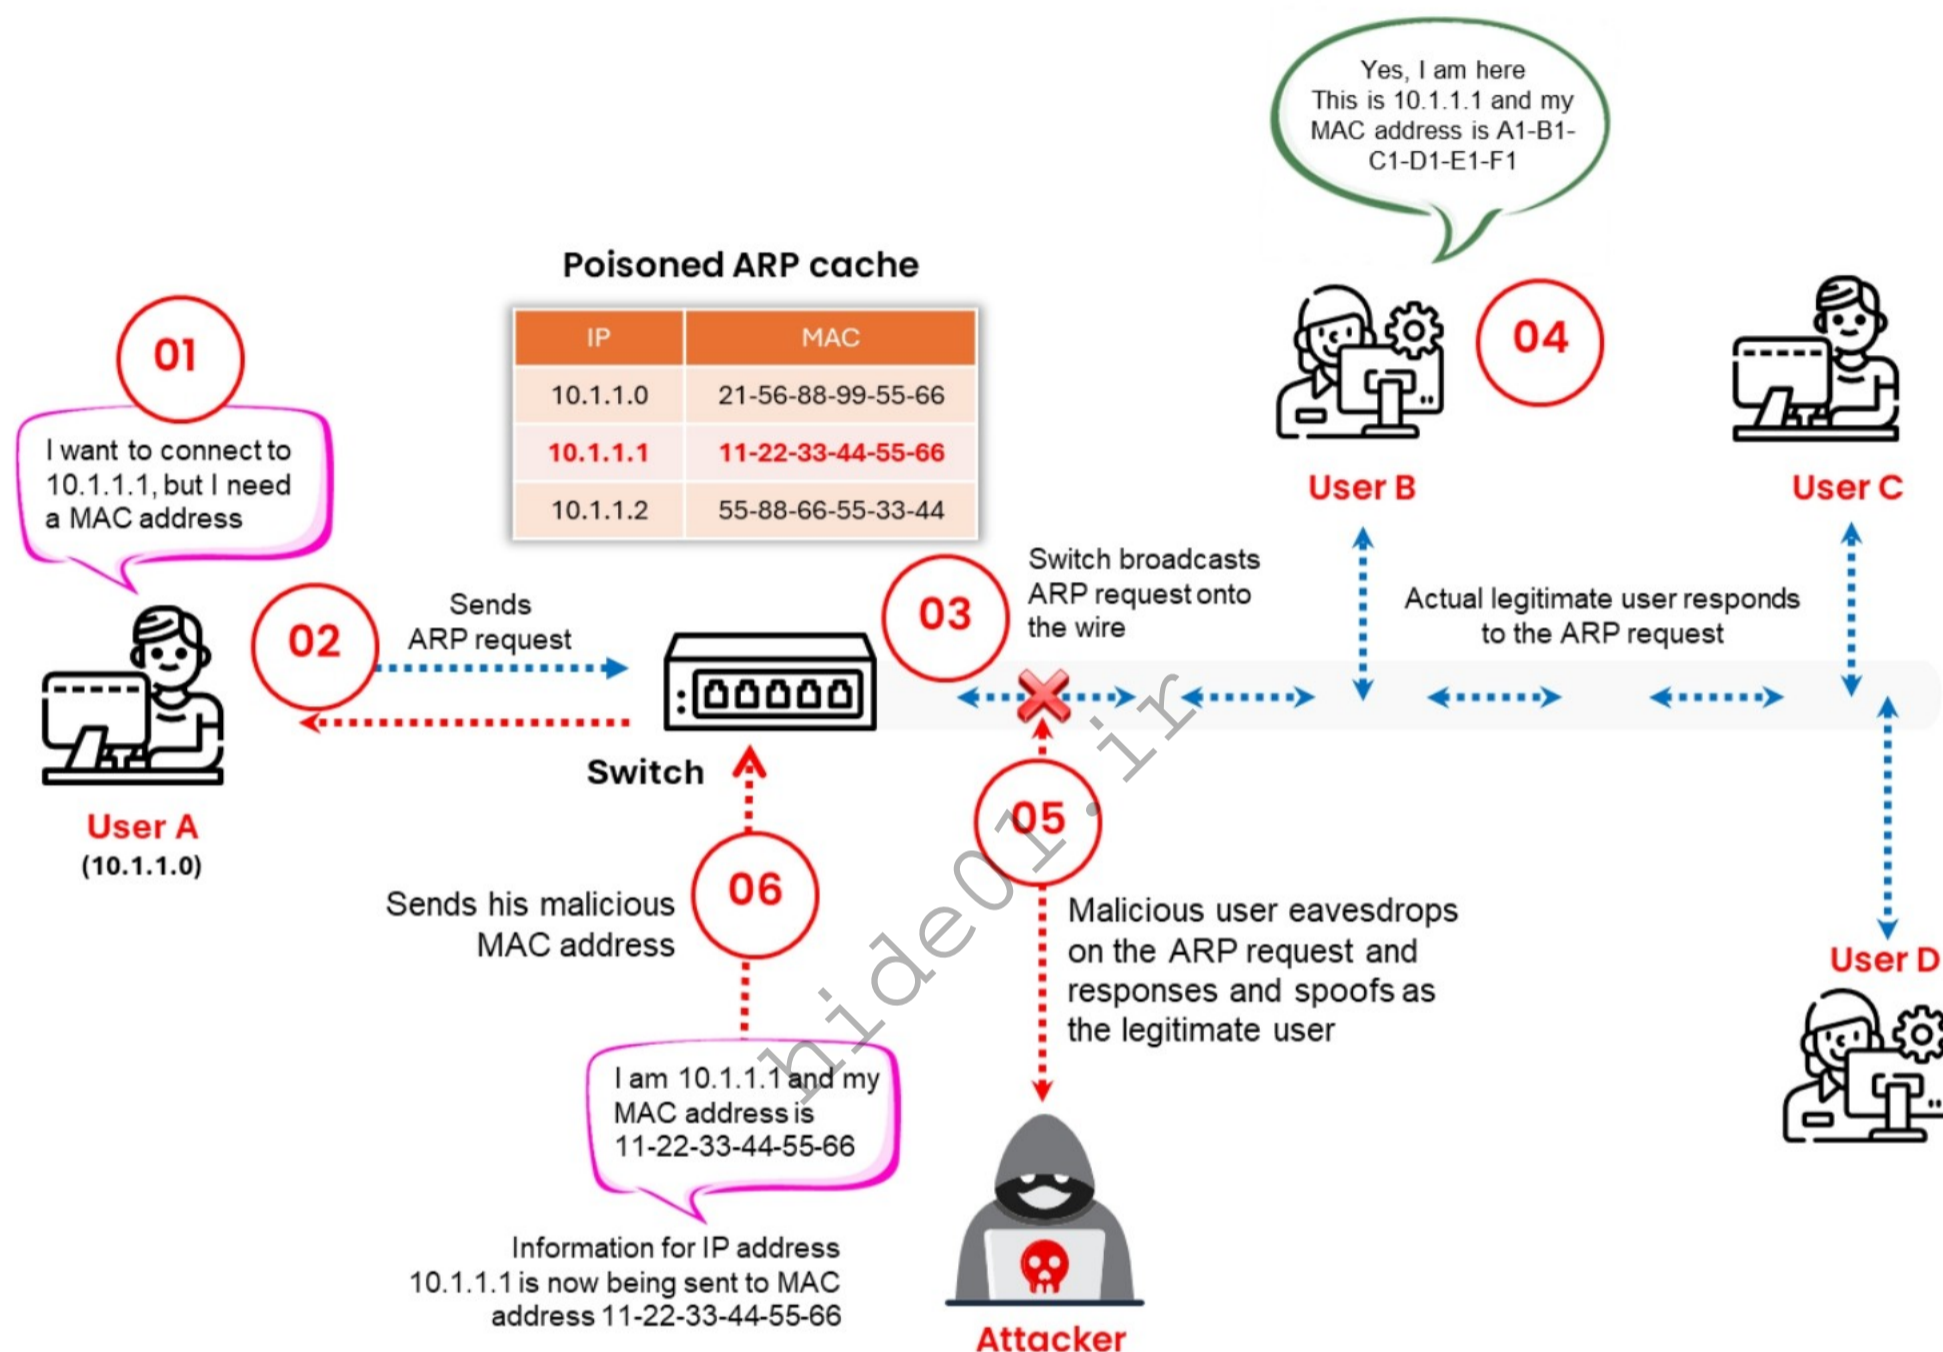 Yes, I am here
This is 10.1.1.1 and my
MAC address is A1-B1-
C1-D1-E1-F1
Poisoned ARP cache
IP MAC
10.1.1.0 21-56-88-99-55-66
10.1.1.1 11-22-33-44-55-66
10.1.1.2 55-88-66-55-33-44
01
I want to connect to
10.1.1.1, but I need
a MAC address
User A
(10.1.1.0)
02
Sends
ARP request
Switch
03
Switch broadcasts
ARP request onto
the wire
04
User B
User C
Actual legitimate user responds
to the ARP request
User D
05
Malicious user eavesdrops
on the ARP request and
responses and spoofs as
the legitimate user
06
Sends his malicious
MAC address
I am 10.1.1.1 and my
MAC address is
11-22-33-44-55-66
Information for IP address
10.1.1.1 is now being sent to MAC
address 11-22-33-44-55-66
Attacker
hide01.ir